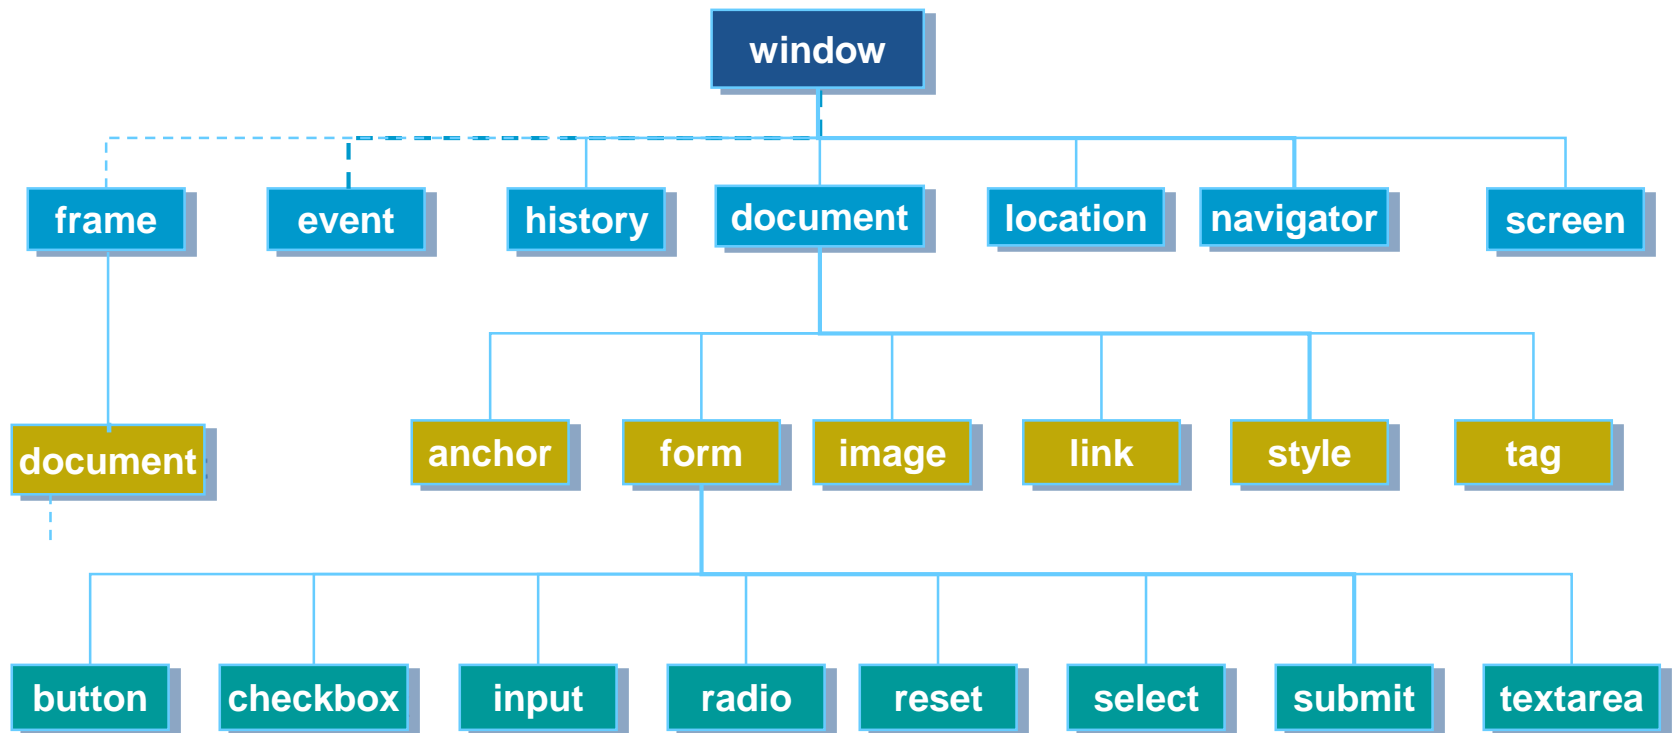 window
frame
event
history
document
location
navigator
screen
document
anchor
form
image
link
style
tag
button
checkbox
input
radio
reset
select
submit
textarea